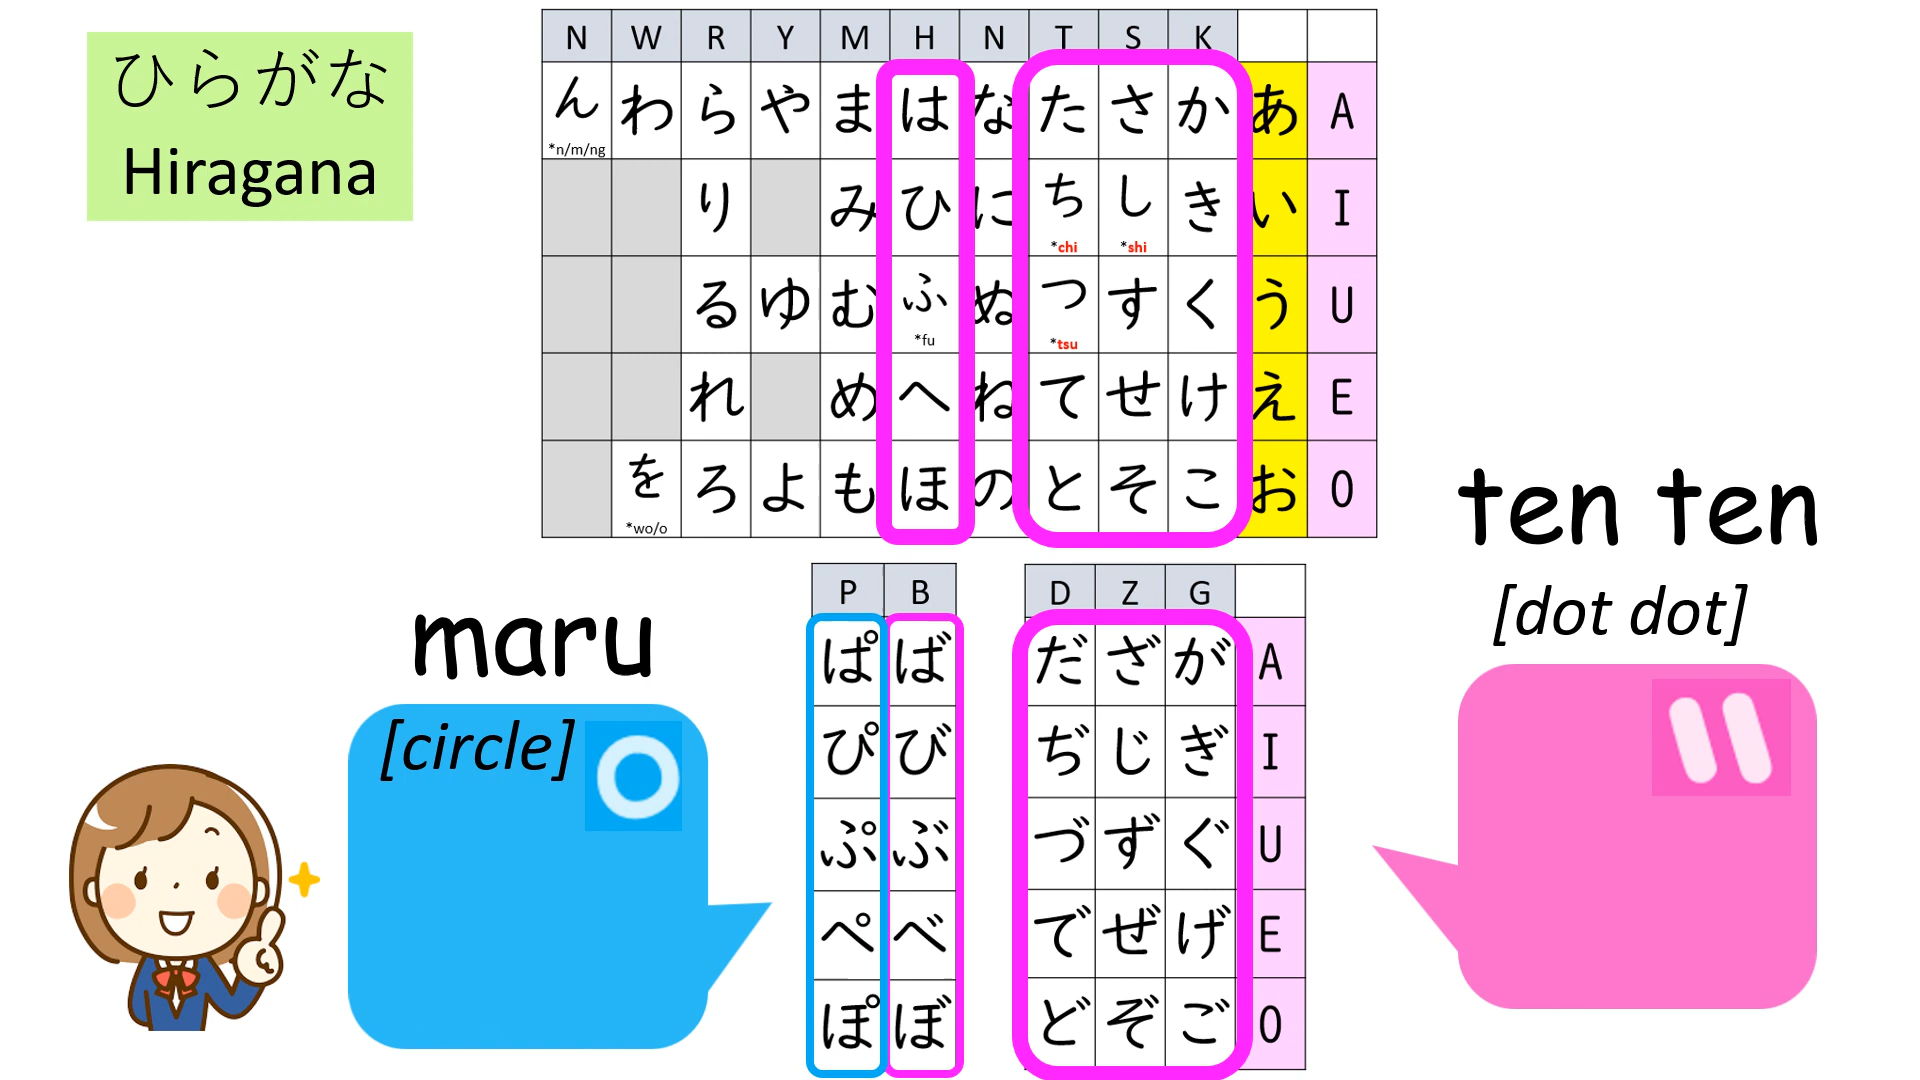 ひらがな
Hiragana
N W R Y M H N T S K
ん わ ら や ま は な た さ か あ A
*n/m/ng
り み ひ に ち し き い I
*chi *shi
る ゆ む ふ ぬ つ す く う U
*fu *tsu
れ め へ ね て せ け え E
を ろ よ も ほ の と そ こ お O
*wo/o
ten ten
[dot dot]
maru
[circle]
P B D Z G
ぱ ば だ ざ が A
ぴ び ぢ じ ぎ I
ぷ ぶ づ ず ぐ U
ぺ べ で ぜ げ E
ぽ ぼ ど ぞ ご O